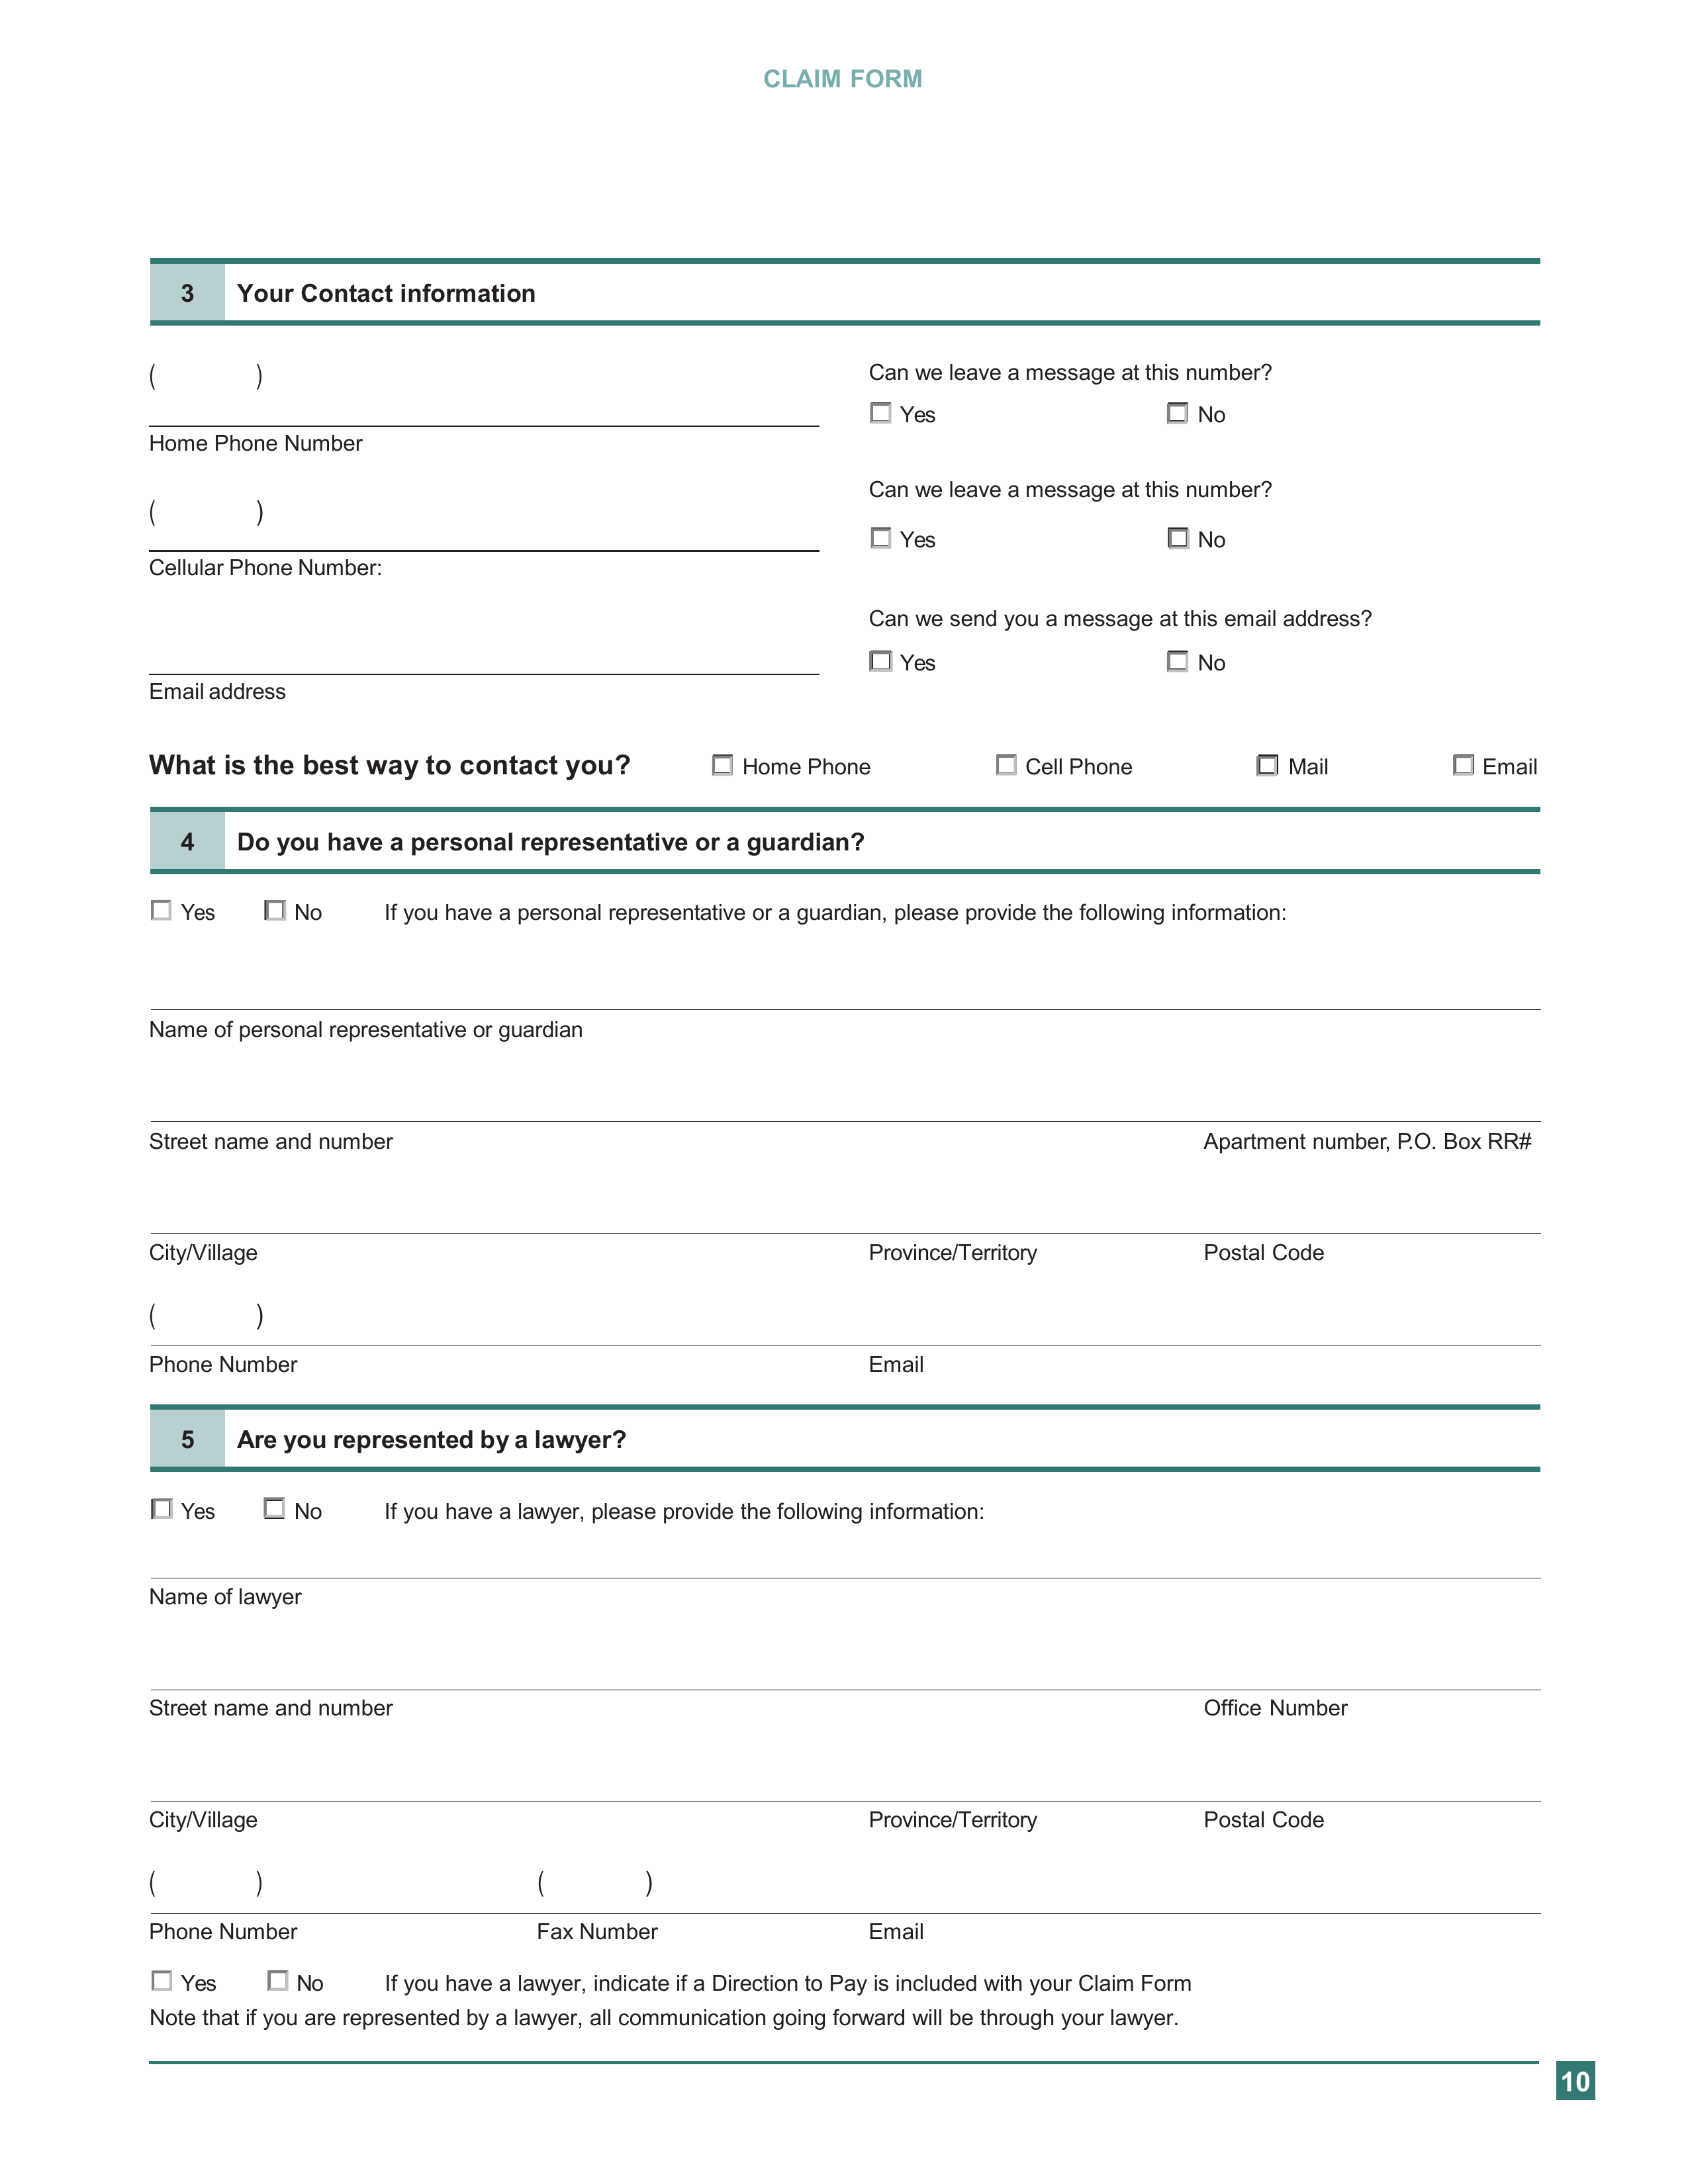 CLAIM FORM
3 Your Contact information
( ) Can we leave a message at this number?
Yes No
Home Phone Number
Can we leave a message at this number?
( )
Yes No
Cellular Phone Number:
Can we send you a message at this email address?
Yes No
Email address
What is the best way to contact you? Home Phone Cell Phone Mail Email
4 Do you have a personal representative or a guardian?
Yes No If you have a personal representative or a guardian, please provide the following information:
Name of personal representative or guardian
Street name and number Apartment number, P.O. Box RR#
City/Village Province/Territory Postal Code
( )
Phone Number Email
5 Are you represented by a lawyer?
Yes No If you have a lawyer, please provide the following information:
Name of lawyer
Street name and number Office Number
City/Village Province/Territory Postal Code
( ) ( )
Phone Number Fax Number Email
Yes No If you have a lawyer, indicate if a Direction to Pay is included with your Claim Form
Note that if you are represented by a lawyer, all communication going forward will be through your lawyer.
10